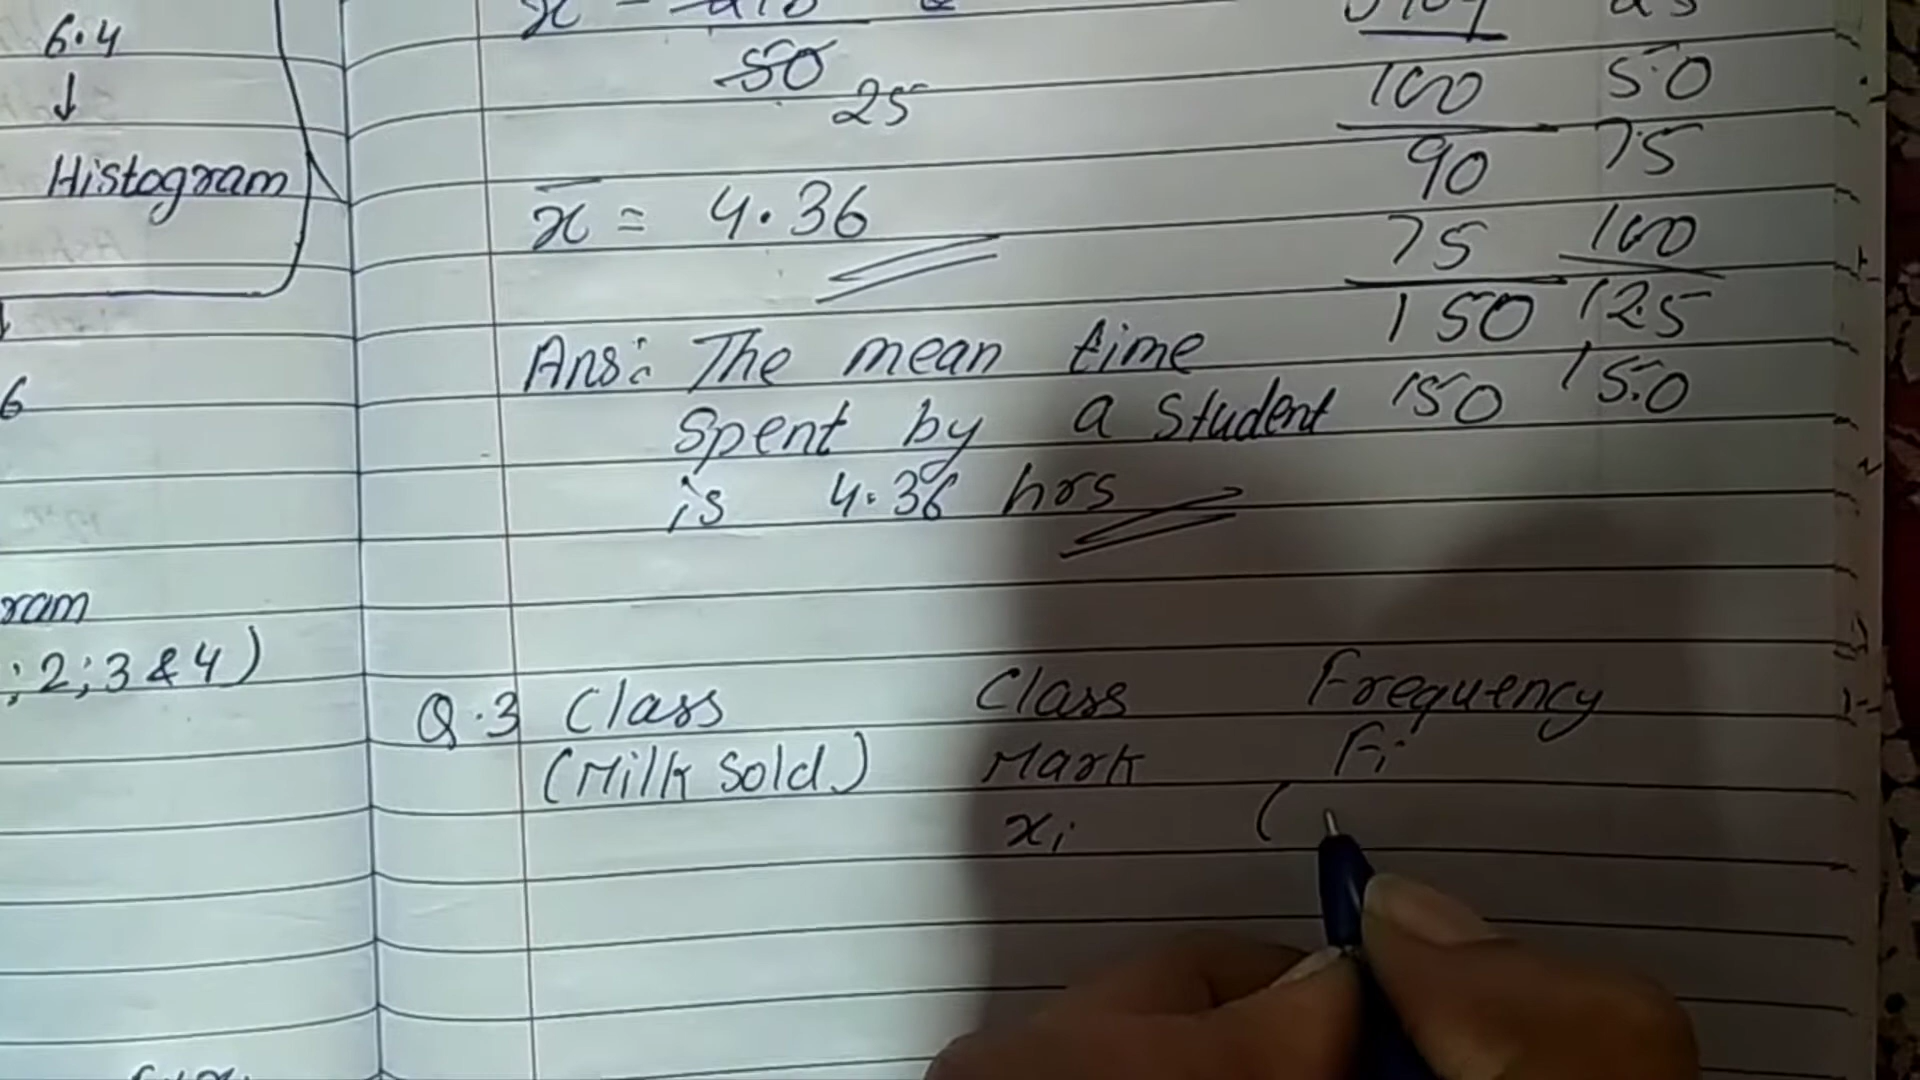 6.4
↓
Histogram
6
ram
; 2; 3 & 4)
50
25
x̄ = 4.36
Ans: The mean time
Spent by a Student
is 4.36 hrs
100
90
75
150
150
50
75
100
125
150
Q.3 Class Class Frequency
(Milk Sold) Mark Fi
xi (